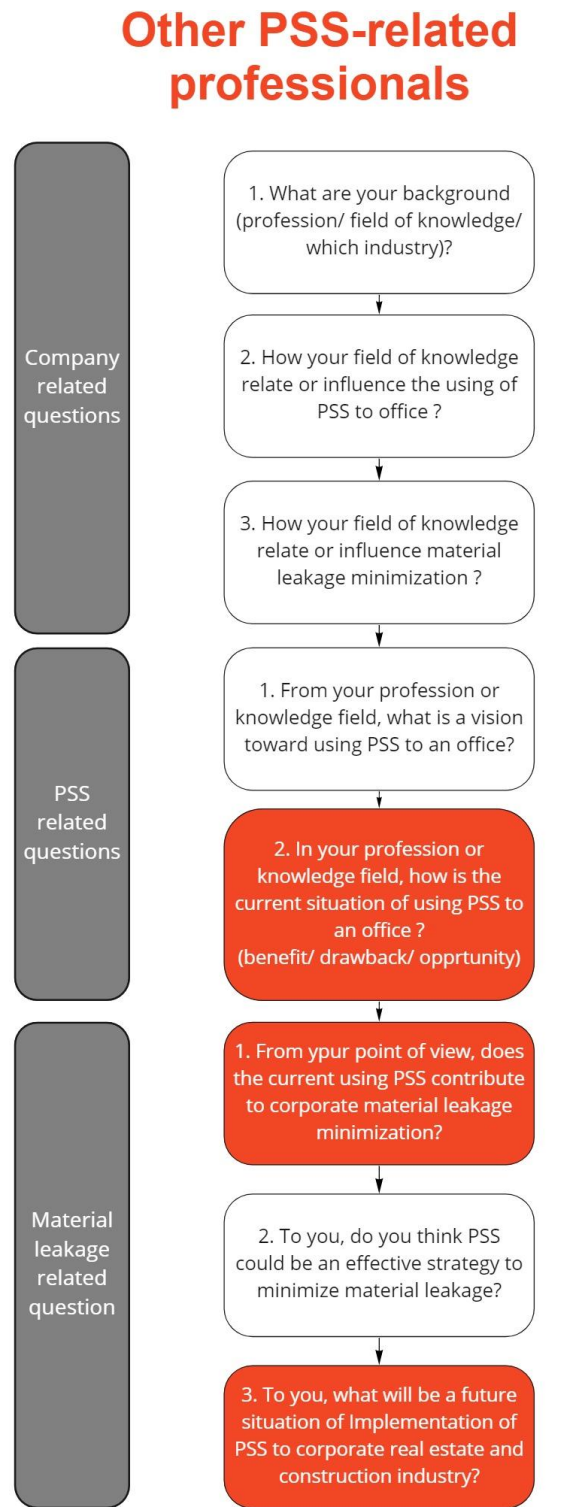 Other PSS-related
professionals
Company
related
questions
1. What are your background
(profession/ field of knowledge/
which industry)?
2. How your field of knowledge
relate or influence the using of
PSS to office ?
3. How your field of knowledge
relate or influence material
leakage minimization ?
PSS
related
questions
1. From your profession or
knowledge field, what is a vision
toward using PSS to an office?
2. In your profession or
knowledge field, how is the
current situation of using PSS to
an office ?
(benefit/ drawback/ opprtunity)
Material
leakage
related
question
1. From ypur point of view, does
the current using PSS contribute
to corporate material leakage
minimization?
2. To you, do you think PSS
could be an effective strategy to
minimize material leakage?
3. To you, what will be a future
situation of Implementation of
PSS to corporate real estate and
construction industry?